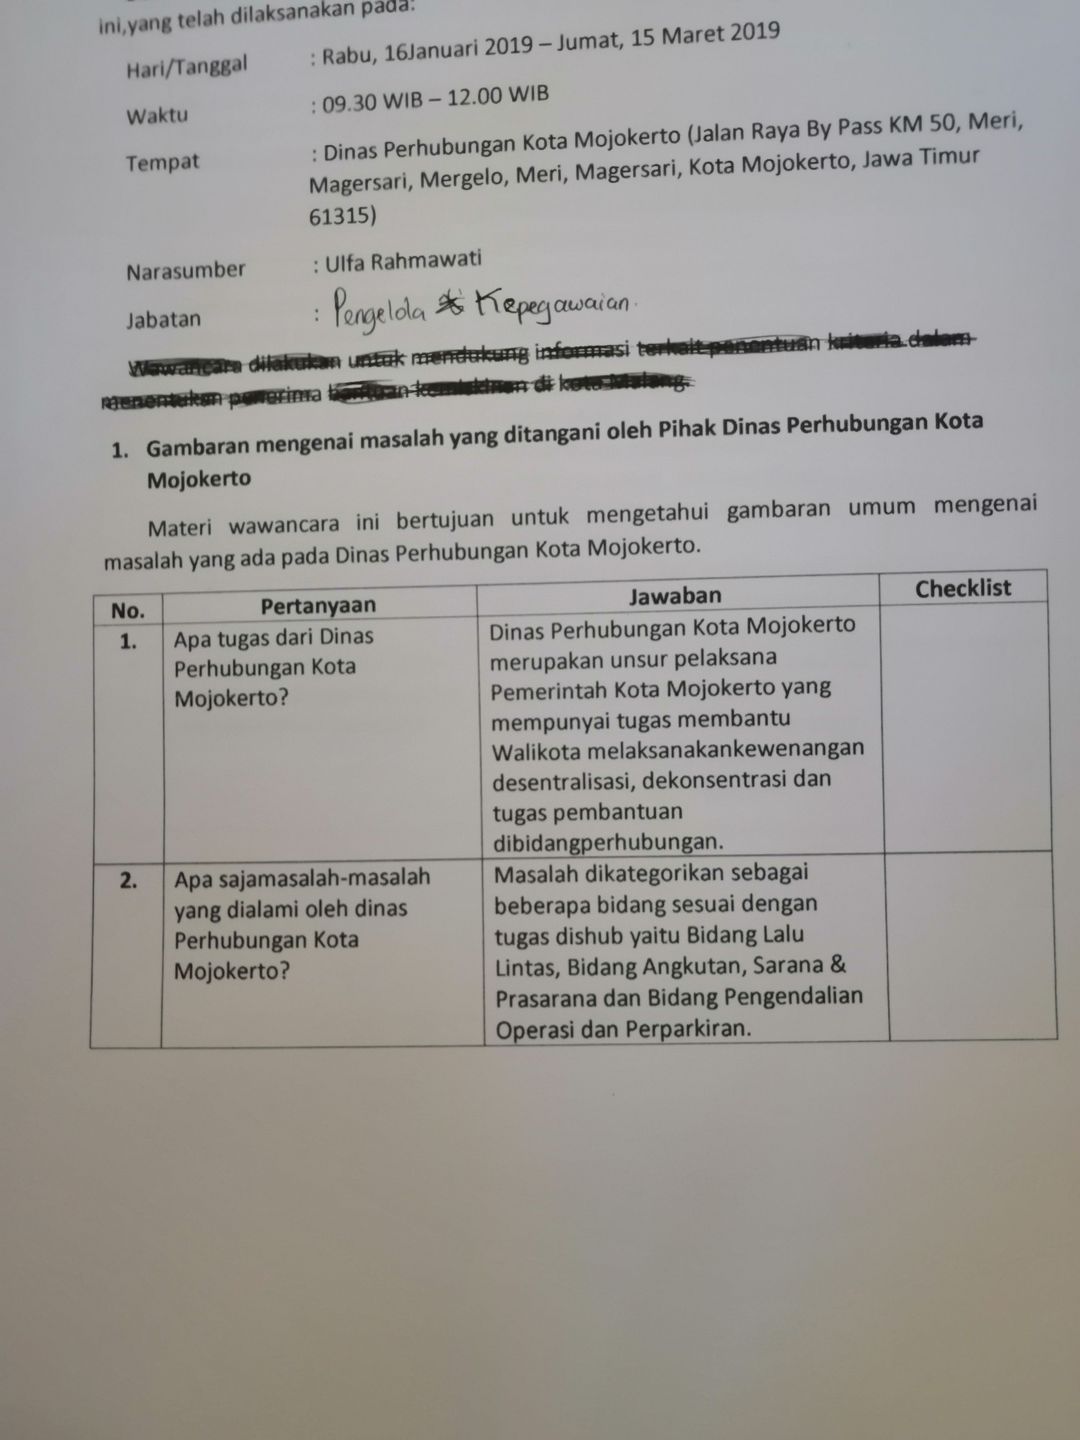 ini,yang telah dilaksanakan pada:
Hari/Tanggal : Rabu, 16Januari 2019 – Jumat, 15 Maret 2019
Waktu : 09.30 WIB – 12.00 WIB
Tempat : Dinas Perhubungan Kota Mojokerto (Jalan Raya By Pass KM 50, Meri,
Magersari, Mergelo, Meri, Magersari, Kota Mojokerto, Jawa Timur
61315)
Narasumber : Ulfa Rahmawati
Jabatan : Pengelola Kepegawaian.
Wawancara dilakukan untuk mendukung informasi terkait penentuan kriteria dalam
menentukan penerima bantuan kemiskinan di kota Malang.
1. Gambaran mengenai masalah yang ditangani oleh Pihak Dinas Perhubungan Kota
Mojokerto
Materi wawancara ini bertujuan untuk mengetahui gambaran umum mengenai
masalah yang ada pada Dinas Perhubungan Kota Mojokerto.
No. Pertanyaan Jawaban Checklist
1. Apa tugas dari Dinas
Perhubungan Kota
Mojokerto?
Dinas Perhubungan Kota Mojokerto
merupakan unsur pelaksana
Pemerintah Kota Mojokerto yang
mempunyai tugas membantu
Walikota melaksanakankewenangan
desentralisasi, dekonsentrasi dan
tugas pembantuan
dibidangperhubungan.
2. Apa sajamasalah-masalah
yang dialami oleh dinas
Perhubungan Kota
Mojokerto?
Masalah dikategorikan sebagai
beberapa bidang sesuai dengan
tugas dishub yaitu Bidang Lalu
Lintas, Bidang Angkutan, Sarana &
Prasarana dan Bidang Pengendalian
Operasi dan Perparkiran.